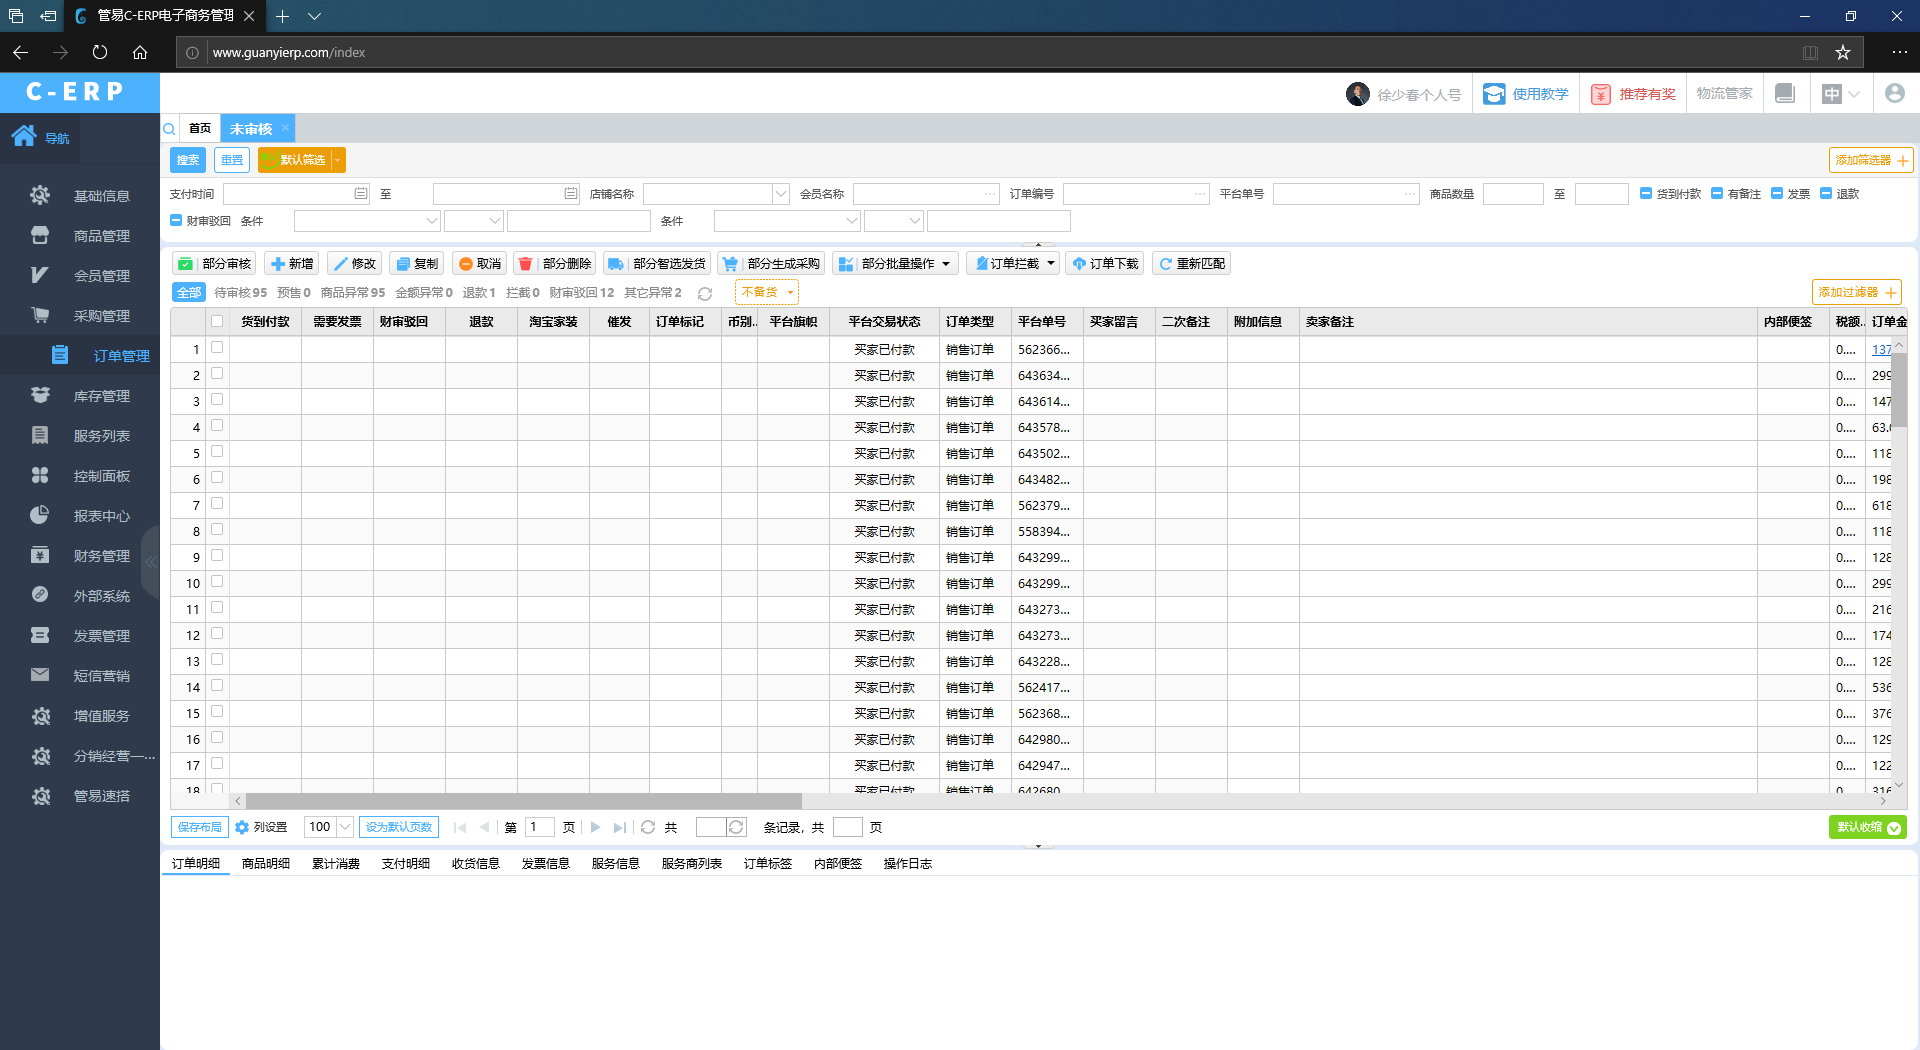 管易C-ERP电子商务管理
www.guanyierp.com/index
C-ERP
徐少春个人号 使用教学 推荐有奖 物流管家 中
导航
首页 未审核
搜索 重置 默认筛选 添加筛选器
支付时间 至 店铺名称 会员名称 订单编号 平台单号 商品数量 至 货到付款 有备注 发票 退款
财审驳回 条件 条件
基础信息
商品管理
会员管理
采购管理
订单管理
库存管理
服务列表
控制面板
报表中心
财务管理
外部系统
发票管理
短信营销
增值服务
分销经营一...
管易速搭
部分审核 新增 修改 复制 取消 部分删除 部分智选发货 部分生成采购 部分批量操作 订单拦截 订单下载 重新匹配
全部 待审核95 预售0 商品异常95 金额异常0 退款1 拦截0 财审驳回12 其它异常2 不备货 添加过滤器
货到付款 需要发票 财审驳回 退款 淘宝家装 催发 订单标记 币别.. 平台旗帜 平台交易状态 订单类型 平台单号 买家留言 二次备注 附加信息 卖家备注 内部便签 税额.. 订单金
1 买家已付款 销售订单 562366... 0.... 137
2 买家已付款 销售订单 643634... 0.... 299
3 买家已付款 销售订单 643614... 0.... 147
4 买家已付款 销售订单 643578... 0.... 63.
5 买家已付款 销售订单 643502... 0.... 118
6 买家已付款 销售订单 643482... 0.... 198
7 买家已付款 销售订单 562379... 0.... 618
8 买家已付款 销售订单 558394... 0.... 118
9 买家已付款 销售订单 643299... 0.... 128
10 买家已付款 销售订单 643299... 0.... 299
11 买家已付款 销售订单 643273... 0.... 216
12 买家已付款 销售订单 643273... 0.... 174
13 买家已付款 销售订单 643228... 0.... 128
14 买家已付款 销售订单 562417... 0.... 536
15 买家已付款 销售订单 562368... 0.... 376
16 买家已付款 销售订单 642980... 0.... 129
17 买家已付款 销售订单 642947... 0.... 122
18 买家已付款 销售订单 642680 0 316
保存布局 列设置 100 设为默认页数 第 1 页 共 条记录，共 页 默认收缩
订单明细 商品明细 累计消费 支付明细 收货信息 发票信息 服务信息 服务商列表 订单标签 内部便签 操作日志